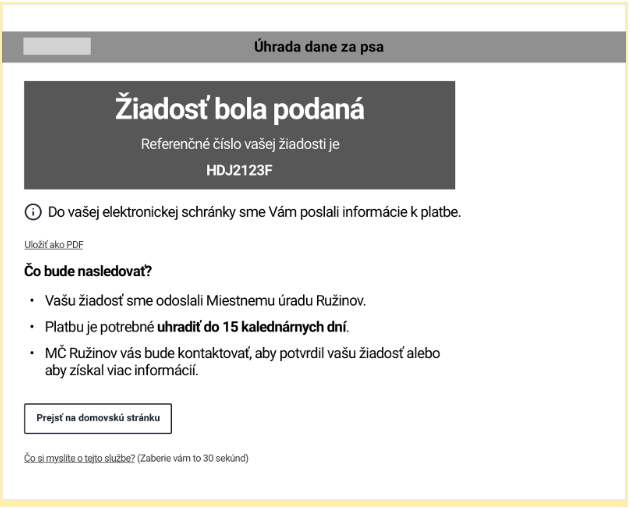 Úhrada dane za psa
Žiadosť bola podaná
Referenčné číslo vašej žiadosti je
HDJ2123F
Do vašej elektronickej schránky sme Vám poslali informácie k platbe.
Uložiť ako PDF
Čo bude nasledovať?
• Vašu žiadosť sme odoslali Miestnemu úradu Ružinov.
• Platbu je potrebné uhradiť do 15 kalednárnych dní.
• MČ Ružinov vás bude kontaktovať, aby potvrdil vašu žiadosť alebo
aby získal viac informácií.
Prejsť na domovskú stránku
Čo si myslíte o tejto službe? (Zaberie vám to 30 sekúnd)